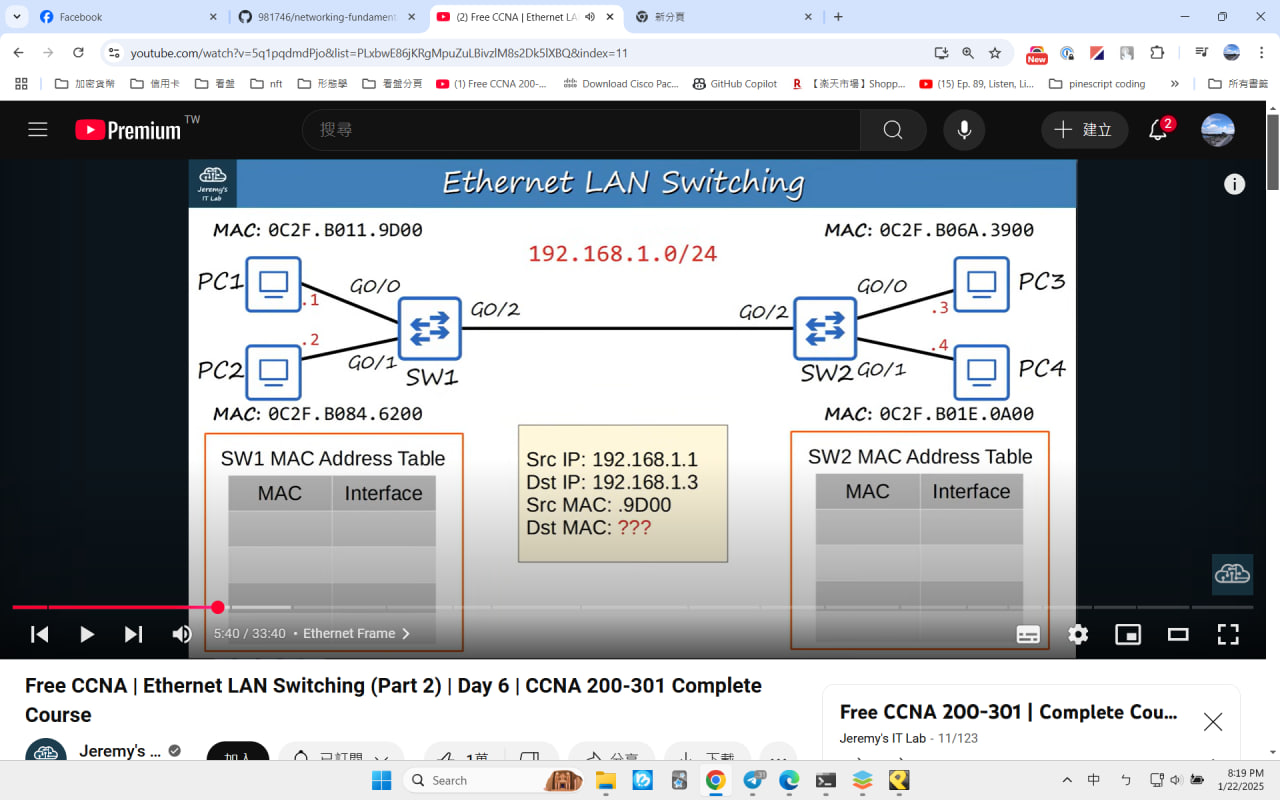 Facebook
981746/networking-fundament
(2) Free CCNA | Ethernet LA
新分頁
youtube.com/watch?v=5q1pqdmdPjo&list=PLxbwE86jKRgMpuZuLBivzlM8s2Dk5lXBQ&index=11
New
加密貨幣
信用卡
看盤
nft
形態學
看盤分頁
(1) Free CCNA 200-...
Download Cisco Pac...
GitHub Copilot
【楽天市場】Shopp...
(15) Ep. 89, Listen, Li...
pinescript coding
»
所有書籤
Premium TW
搜尋
建立
2
Jeremy's
IT Lab
Ethernet LAN Switching
MAC: 0C2F.B011.9D00
MAC: 0C2F.B06A.3900
192.168.1.0/24
PC1
.1
G0/0
G0/2
G0/2
G0/0
.3
PC3
PC2
.2
G0/1
SW1
SW2
G0/1
.4
PC4
MAC: 0C2F.B084.6200
MAC: 0C2F.B01E.0A00
SW1 MAC Address Table
MAC Interface
Src IP: 192.168.1.1
Dst IP: 192.168.1.3
Src MAC: .9D00
Dst MAC: ???
SW2 MAC Address Table
MAC Interface
5:40 / 33:40 • Ethernet Frame
Free CCNA | Ethernet LAN Switching (Part 2) | Day 6 | CCNA 200-301 Complete
Course
Jeremy's ...
加入
已訂閱
1萬
分享
下載
Free CCNA 200-301 | Complete Cou...
Jeremy's IT Lab - 11/123
Search
中
8:19 PM
1/22/2025